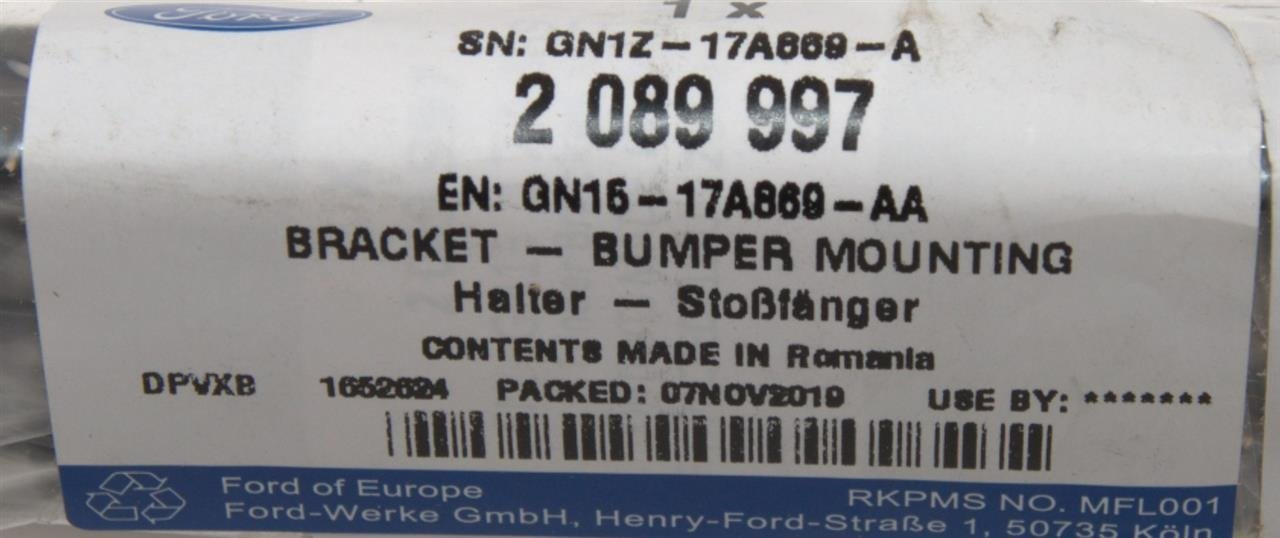 Ford
1 x
SN: GN1Z-17A869-A
2 089 997
EN: GN15-17A869-AA
BRACKET - BUMPER MOUNTING
Halter - Stoßfänger
CONTENTS MADE IN Romania
DPVXB 1652624 PACKED: 07NOV2019 USE BY: *******
Ford of Europe RKPMS NO. MFL001
Ford-Werke GmbH, Henry-Ford-Straße 1, 50735 Köln